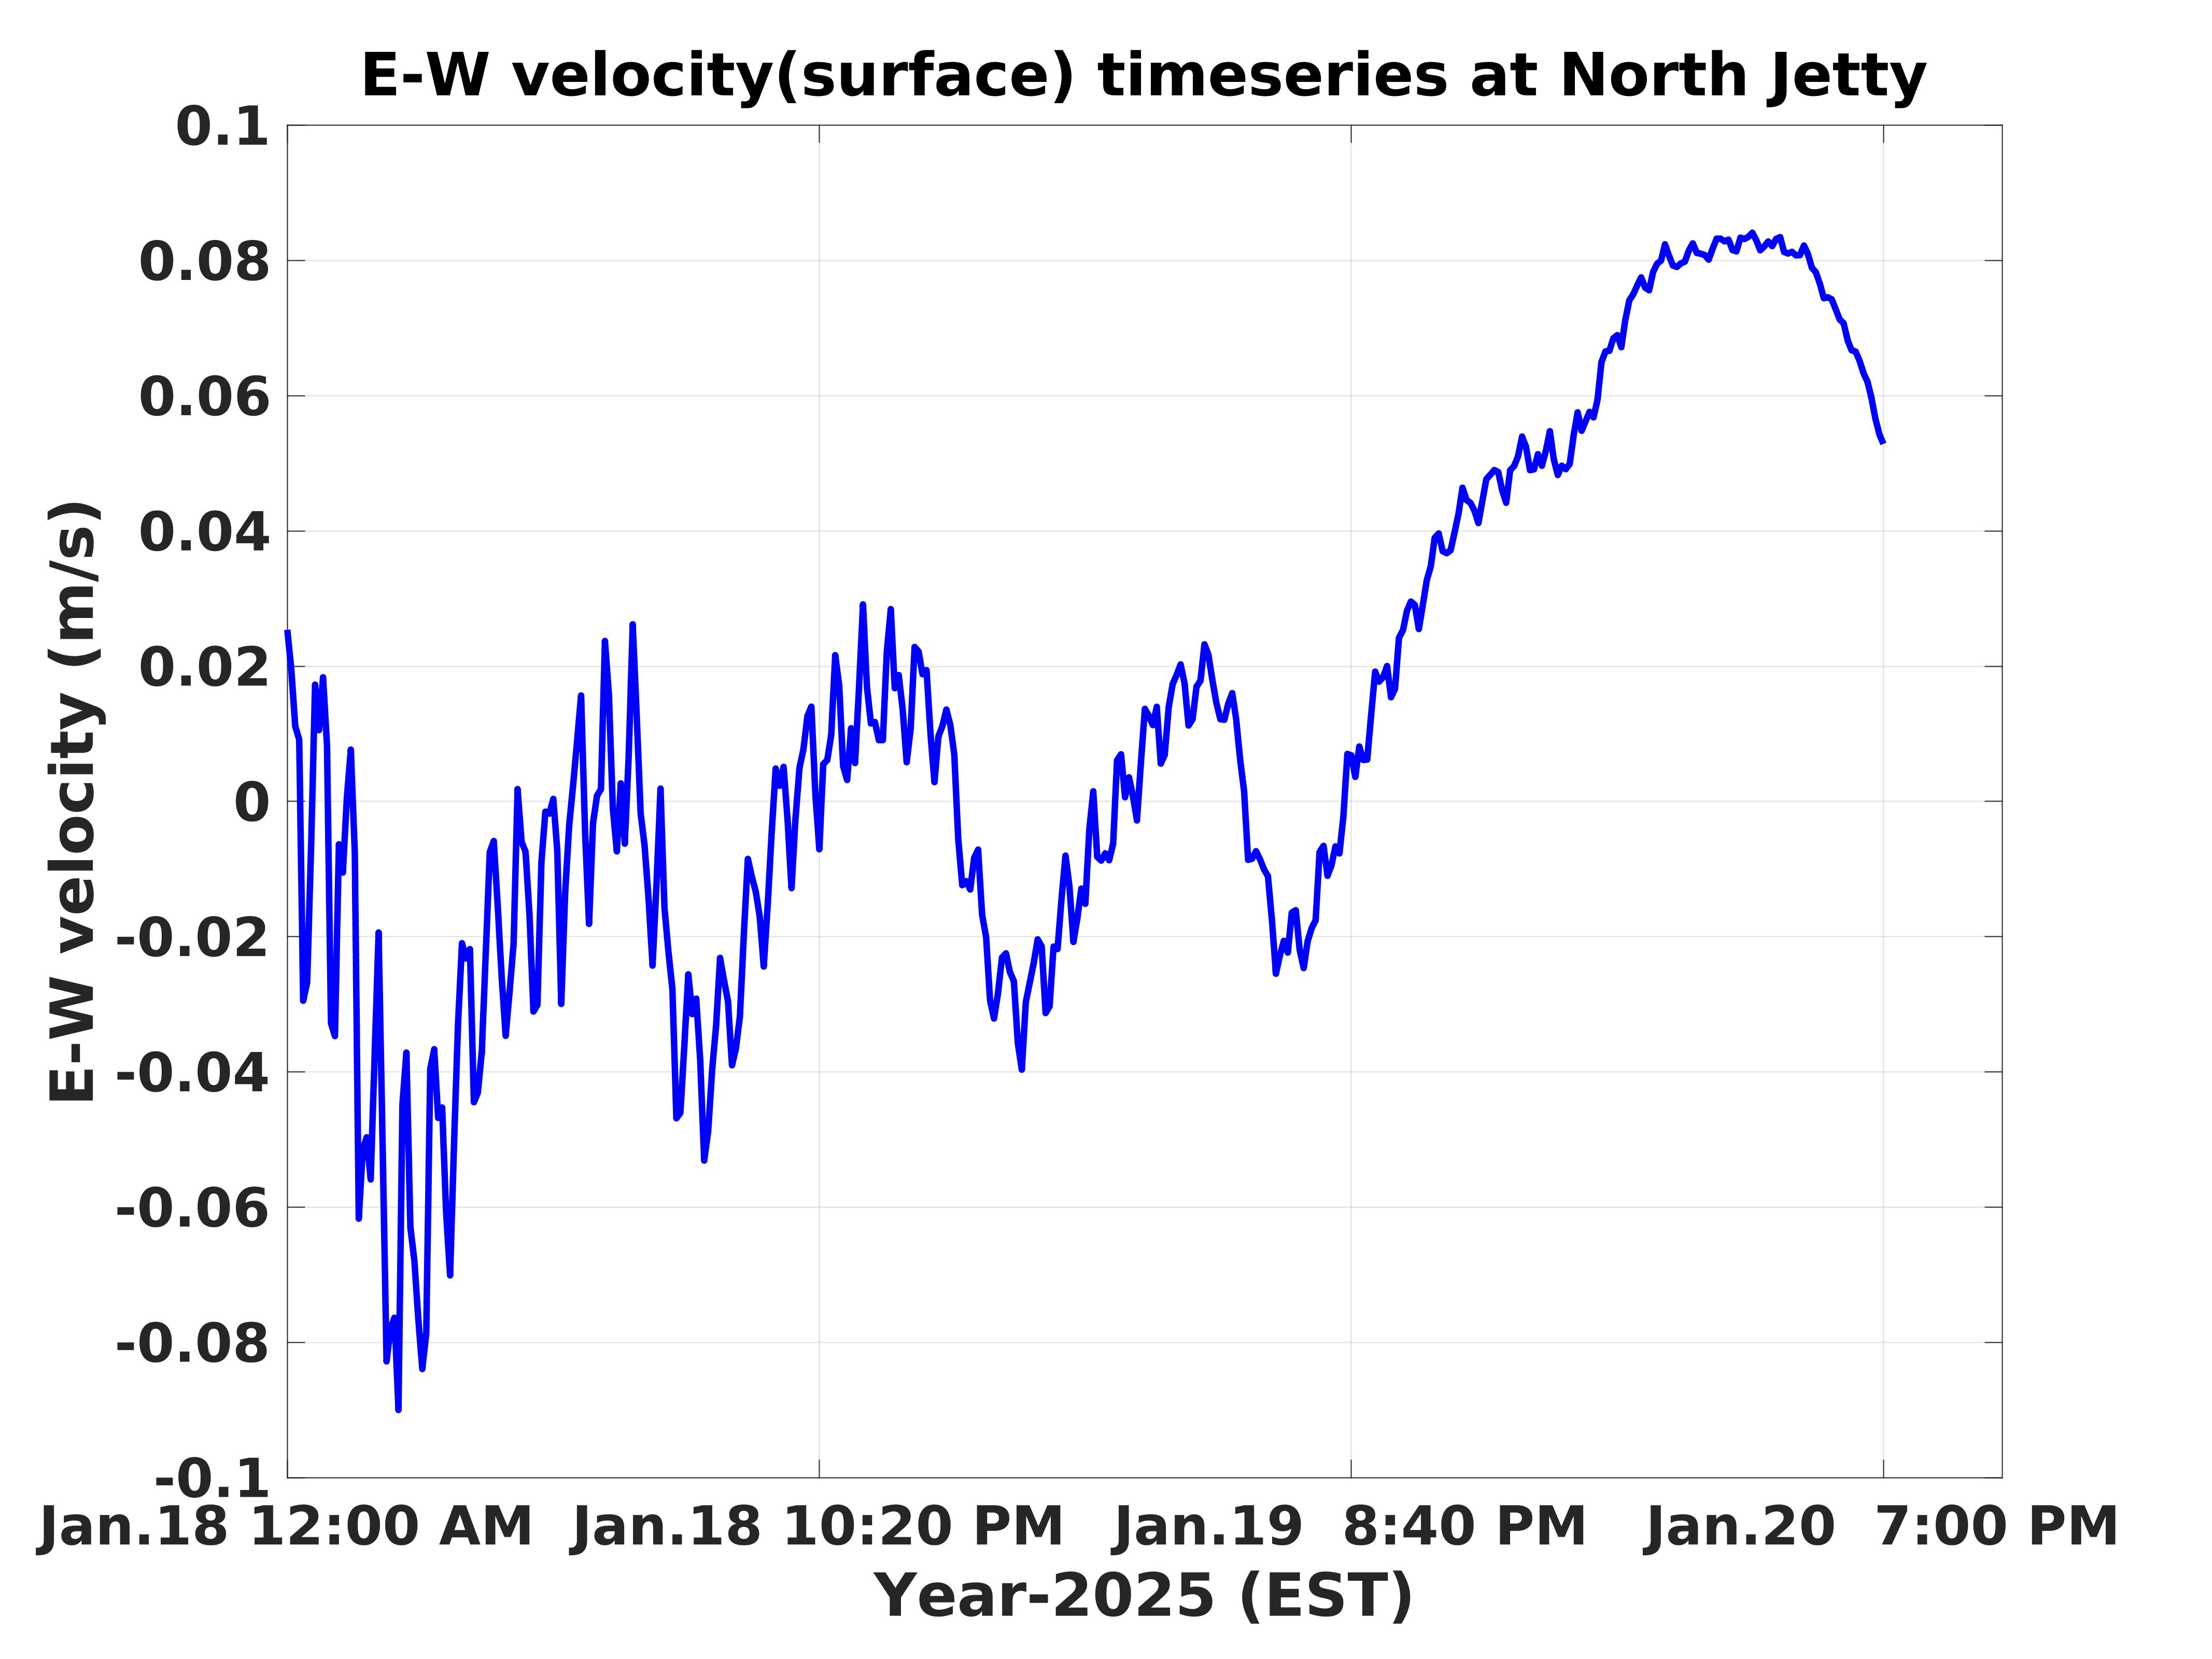 E-W velocity(surface) timeseries at North Jetty
0.1
0.08
0.06
0.04
0.02
0
-0.02
-0.04
-0.06
-0.08
-0.1
E-W velocity (m/s)
Jan.18 12:00 AM Jan.18 10:20 PM Jan.19 8:40 PM Jan.20 7:00 PM
Year-2025 (EST)